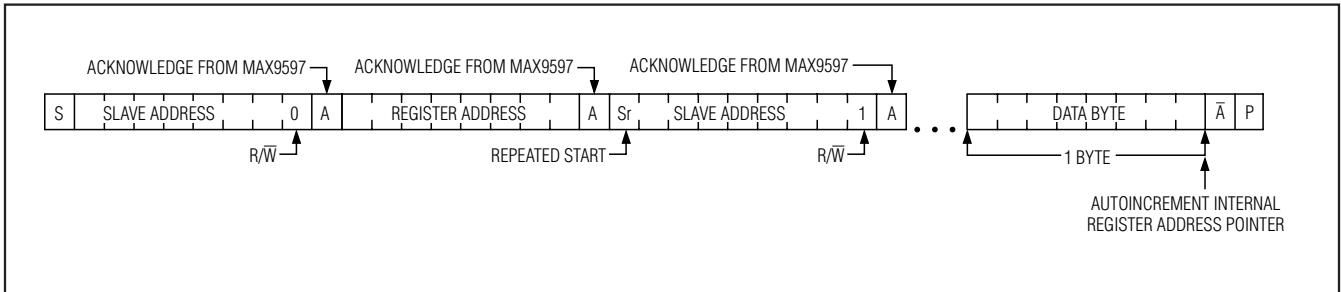 ACKNOWLEDGE FROM MAX9597 ACKNOWLEDGE FROM MAX9597 ACKNOWLEDGE FROM MAX9597
S SLAVE ADDRESS 0 A REGISTER ADDRESS A Sr SLAVE ADDRESS 1 A ... DATA BYTE A̅ P
R/W̅ REPEATED START R/W̅ 1 BYTE
AUTOINCREMENT INTERNAL
REGISTER ADDRESS POINTER